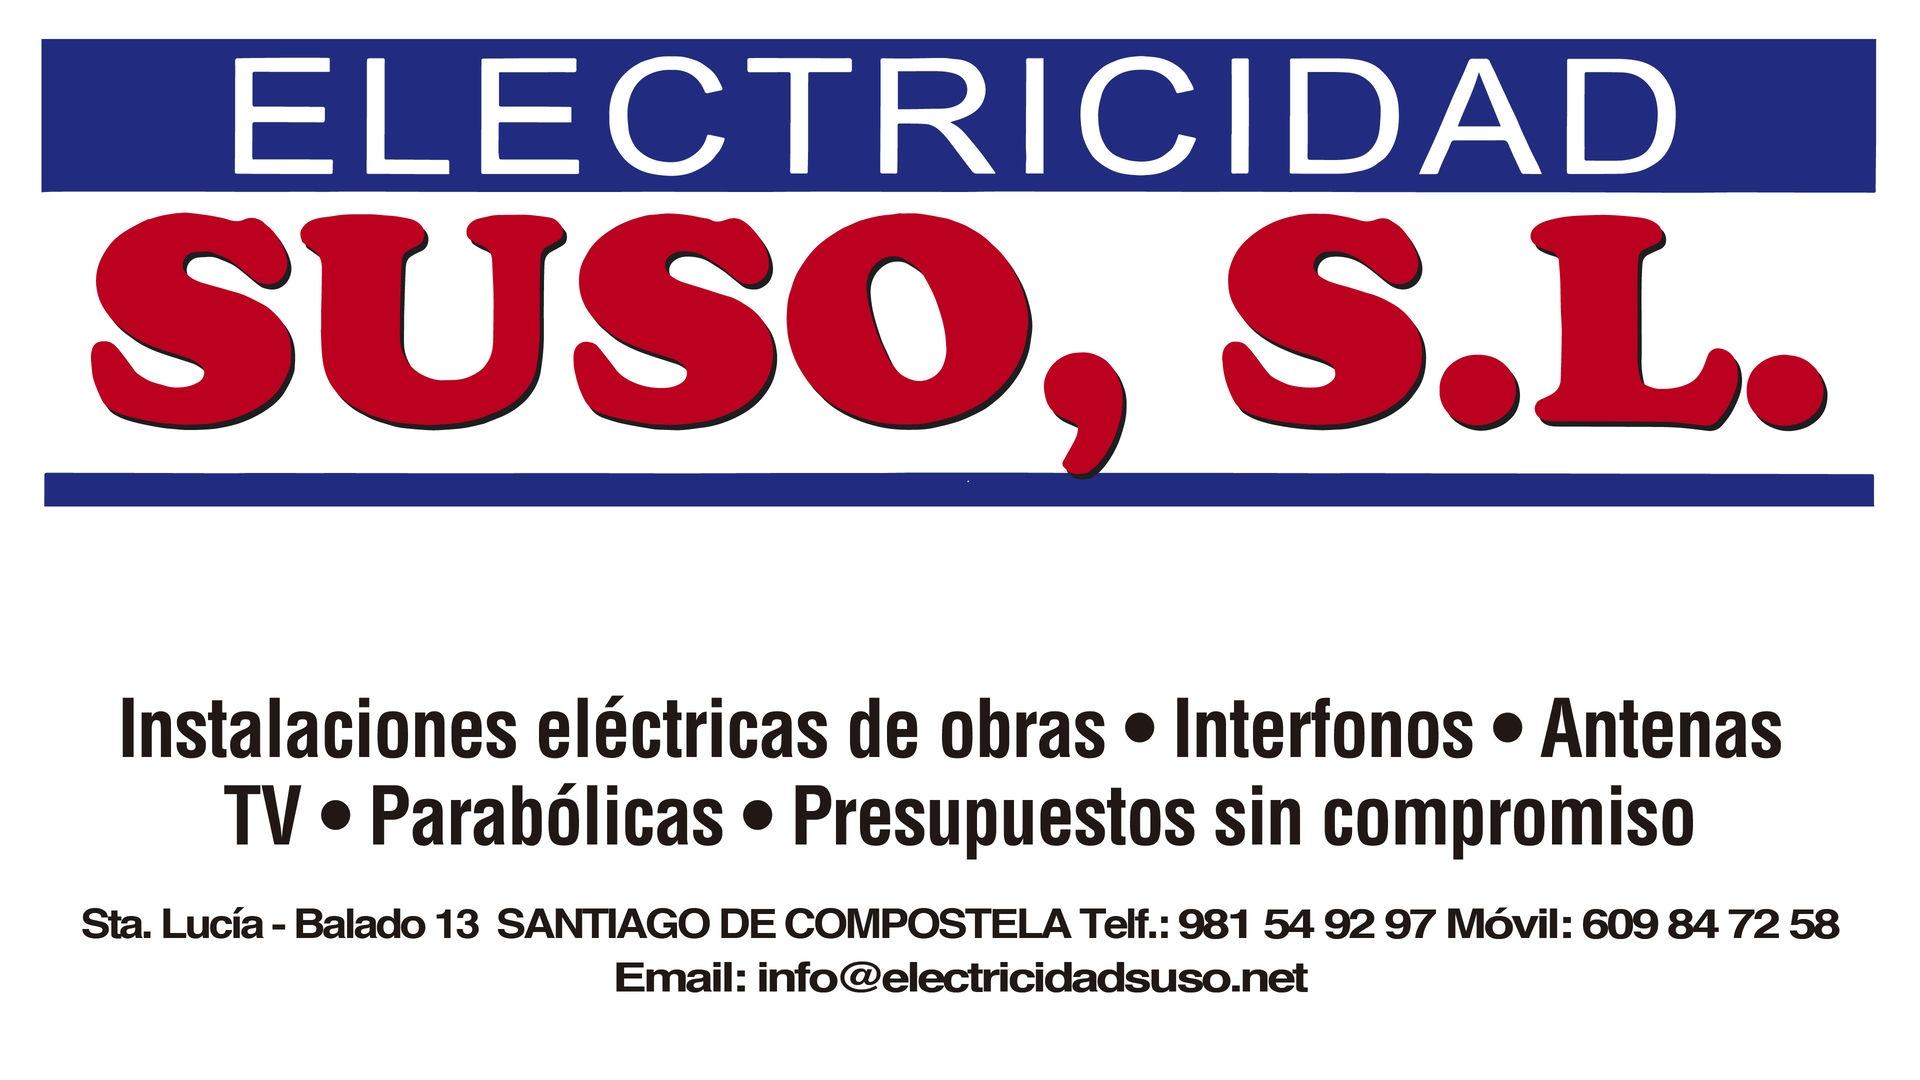 ELECTRICIDAD
SUSO, S.L.
Instalaciones eléctricas de obras • Interfonos • Antenas
TV • Parabólicas • Presupuestos sin compromiso
Sta. Lucía - Balado 13 SANTIAGO DE COMPOSTELA Telf.: 981 54 92 97 Móvil: 609 84 72 58
Email: info@electricidadsuso.net